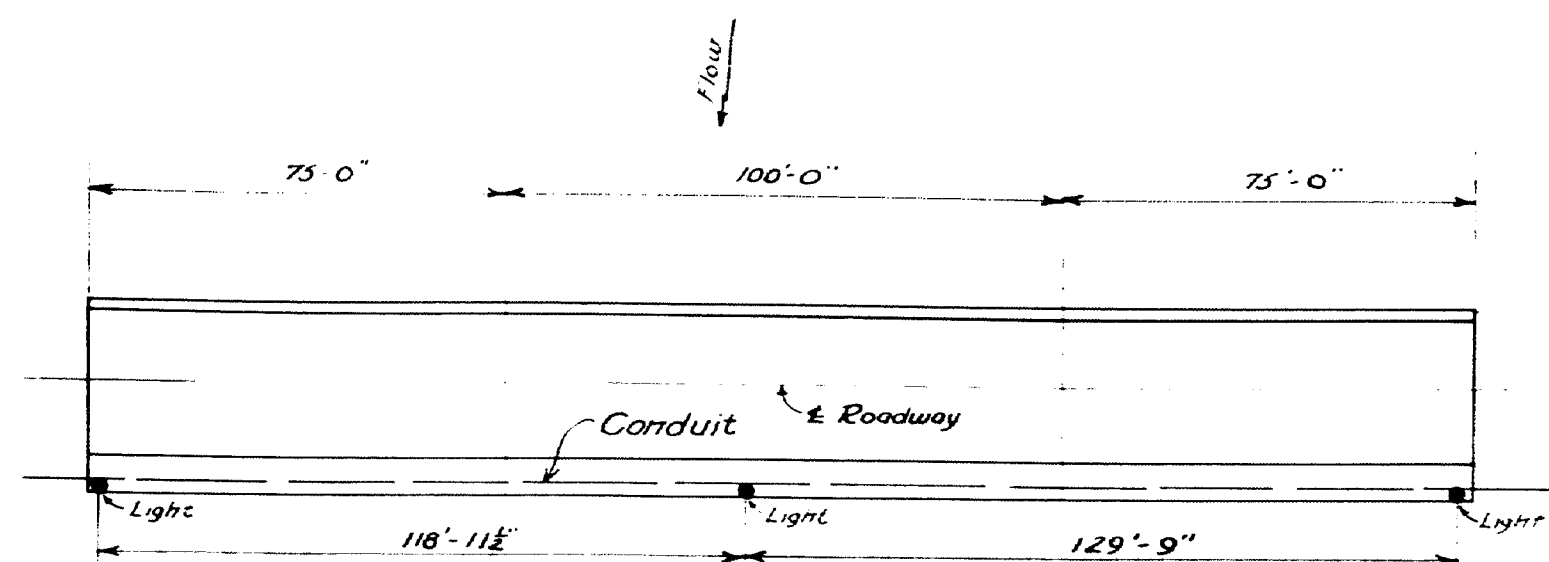 Flow
75-0"
100'-0"
75'-0"
℄ Roadway
Conduit
Light
Light
Light
118'-11½"
129'-9"